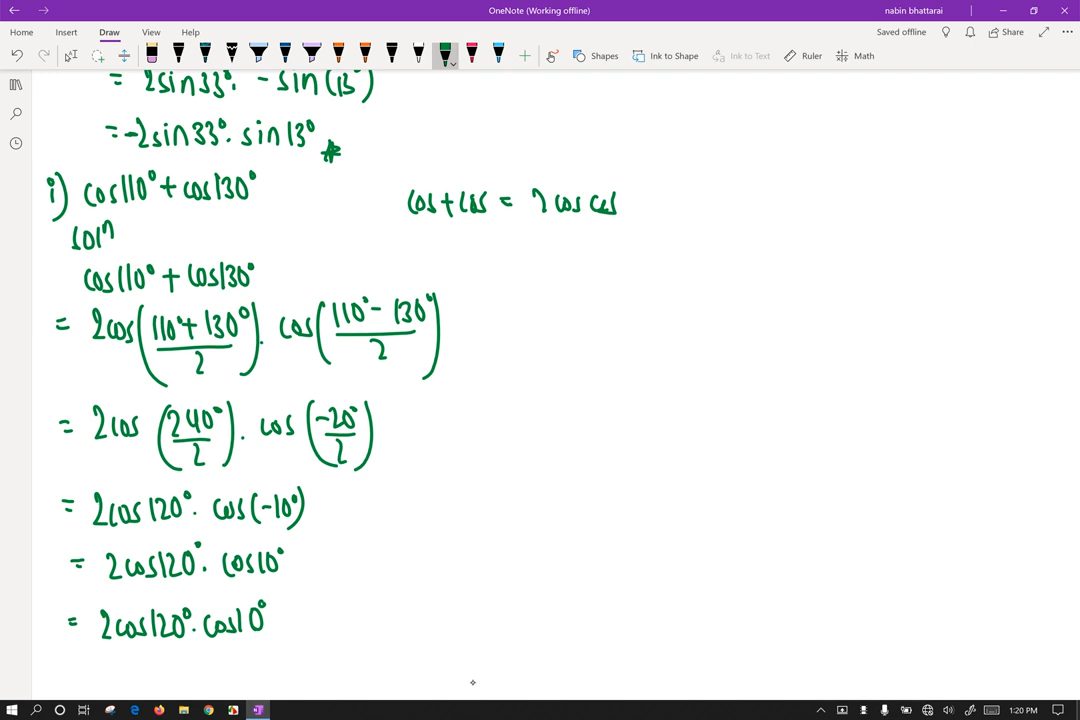 OneNote (Working offline)
nabin bhattarai
Home Insert Draw View Help
Saved offline
Share
Shapes
Ink to Shape
Ink to Text
Ruler
Math
= 2sin33°. - sin(13°)
= -2sin33°. sin13°
i) cos110° + cos130°
cos + cos = 2 cos cos
sol^n
cos110° + cos130°
= 2cos(110° + 130°/2). cos(110° - 130°/2)
= 2cos(240°/2). cos(-20°/2)
= 2cos120°. cos(-10°)
= 2cos120°. cos10°
= 2cos120°. cos10°
1:20 PM